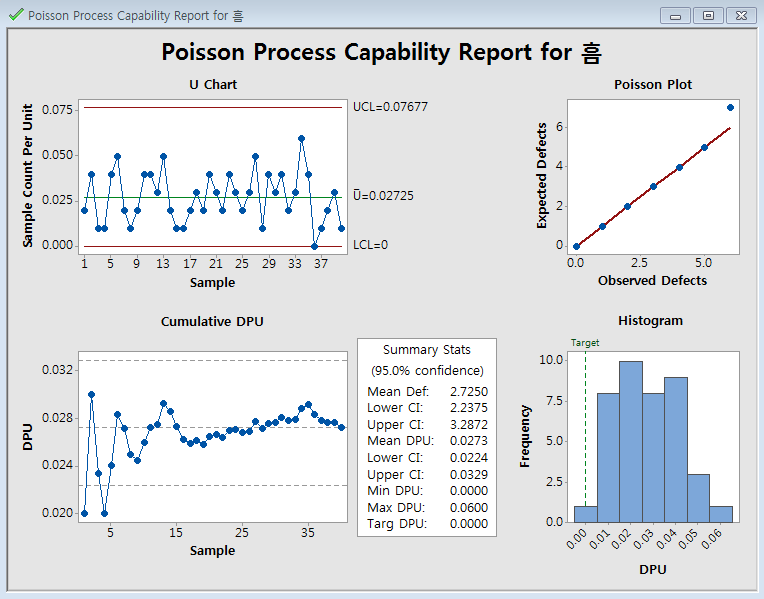 Poisson Process Capability Report for 흠
Poisson Process Capability Report for 흠
U Chart
Sample Count Per Unit
0.075
0.050
0.025
0.000
UCL=0.07677
Ū=0.02725
LCL=0
1 5 9 13 17 21 25 29 33 37
Sample
Poisson Plot
Expected Defects
6
4
2
0
0.0 2.5 5.0
Observed Defects
Cumulative DPU
DPU
0.032
0.028
0.024
0.020
5 15 25 35
Sample
Summary Stats
(95.0% confidence)
Mean Def: 2.7250
Lower CI: 2.2375
Upper CI: 3.2872
Mean DPU: 0.0273
Lower CI: 0.0224
Upper CI: 0.0329
Min DPU: 0.0000
Max DPU: 0.0600
Targ DPU: 0.0000
Histogram
Target
Frequency
10.0
7.5
5.0
2.5
0.0
0.00 0.01 0.02 0.03 0.04 0.05 0.06
DPU